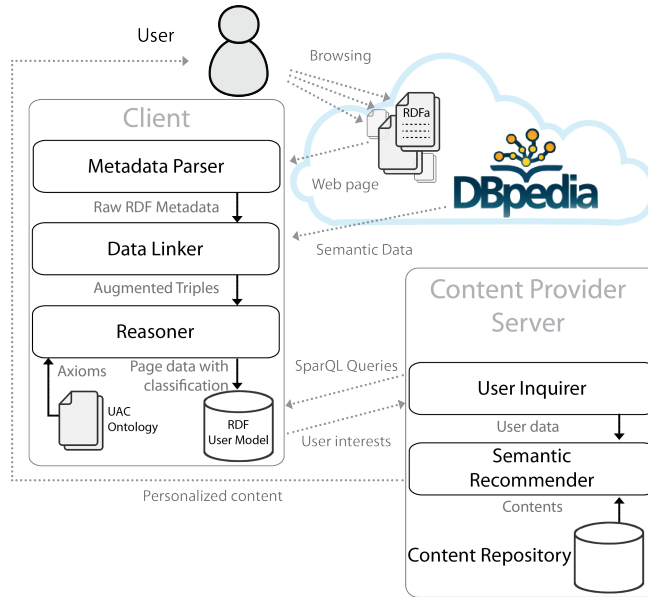 User
Browsing
RDFa
Client
Metadata Parser
Web page
DBpedia
Raw RDF Metadata
Data Linker
Semantic Data
Augmented Triples
Content Provider
Server
Reasoner
Axioms
Page data with
classification
SparQL Queries
User Inquirer
UAC
Ontology
RDF
User Model
User interests
User data
Semantic
Recommender
Personalized content
Contents
Content Repository